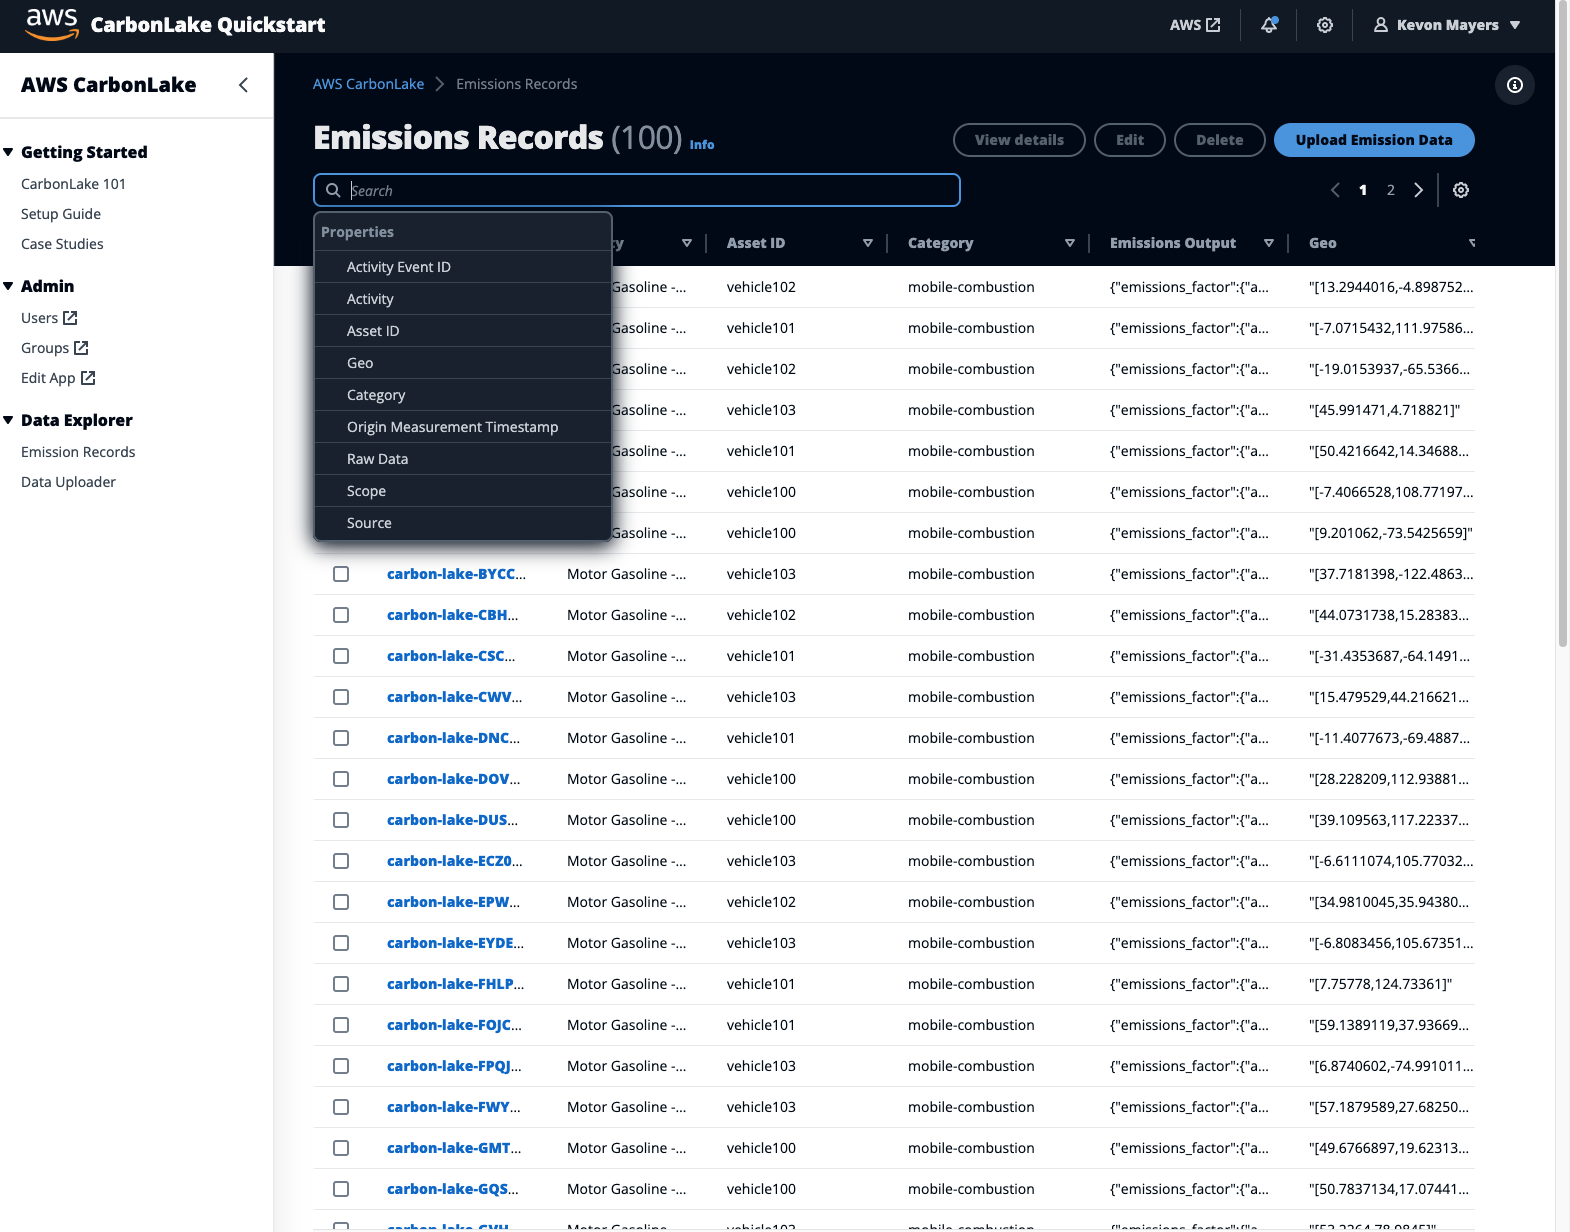 aws CarbonLake Quickstart
AWS
Kevon Mayers
AWS CarbonLake
Getting Started
CarbonLake 101
Setup Guide
Case Studies
Admin
Users
Groups
Edit App
Data Explorer
Emission Records
Data Uploader
AWS CarbonLake > Emissions Records
Emissions Records (100) Info
View details Edit Delete Upload Emission Data
Search
1 2
Properties
Activity Event ID
Activity
Asset ID
Geo
Category
Origin Measurement Timestamp
Raw Data
Scope
Source
ty Asset ID Category Emissions Output Geo
Gasoline -... vehicle102 mobile-combustion {"emissions_factor":{"a... "[13.2944016,-4.898752...
Gasoline -... vehicle101 mobile-combustion {"emissions_factor":{"a... "[-7.0715432,111.97586...
Gasoline -... vehicle102 mobile-combustion {"emissions_factor":{"a... "[-19.0153937,-65.5366...
Gasoline -... vehicle103 mobile-combustion {"emissions_factor":{"a... "[45.991471,4.718821]"
Gasoline -... vehicle101 mobile-combustion {"emissions_factor":{"a... "[50.4216642,14.34688...
Gasoline -... vehicle100 mobile-combustion {"emissions_factor":{"a... "[-7.4066528,108.77197...
Gasoline -... vehicle100 mobile-combustion {"emissions_factor":{"a... "[9.201062,-73.5425659]"
carbon-lake-BYCC... Motor Gasoline -... vehicle103 mobile-combustion {"emissions_factor":{"a... "[37.7181398,-122.4863...
carbon-lake-CBH... Motor Gasoline -... vehicle102 mobile-combustion {"emissions_factor":{"a... "[44.0731738,15.28383...
carbon-lake-CSC... Motor Gasoline -... vehicle101 mobile-combustion {"emissions_factor":{"a... "[-31.4353687,-64.1491...
carbon-lake-CWV... Motor Gasoline -... vehicle103 mobile-combustion {"emissions_factor":{"a... "[15.479529,44.216621...
carbon-lake-DNC... Motor Gasoline -... vehicle101 mobile-combustion {"emissions_factor":{"a... "[-11.4077673,-69.4887...
carbon-lake-DOV... Motor Gasoline -... vehicle100 mobile-combustion {"emissions_factor":{"a... "[28.228209,112.93881...
carbon-lake-DUS... Motor Gasoline -... vehicle100 mobile-combustion {"emissions_factor":{"a... "[39.109563,117.22337...
carbon-lake-ECZ0... Motor Gasoline -... vehicle103 mobile-combustion {"emissions_factor":{"a... "[-6.6111074,105.77032...
carbon-lake-EPW... Motor Gasoline -... vehicle102 mobile-combustion {"emissions_factor":{"a... "[34.9810045,35.94380...
carbon-lake-EYDE... Motor Gasoline -... vehicle103 mobile-combustion {"emissions_factor":{"a... "[-6.8083456,105.67351...
carbon-lake-FHLP... Motor Gasoline -... vehicle101 mobile-combustion {"emissions_factor":{"a... "[7.75778,124.73361]"
carbon-lake-FOJC... Motor Gasoline -... vehicle101 mobile-combustion {"emissions_factor":{"a... "[59.1389119,37.93669...
carbon-lake-FPQJ... Motor Gasoline -... vehicle103 mobile-combustion {"emissions_factor":{"a... "[6.8740602,-74.991011...
carbon-lake-FWY... Motor Gasoline -... vehicle103 mobile-combustion {"emissions_factor":{"a... "[57.1879589,27.68250...
carbon-lake-GMT... Motor Gasoline -... vehicle100 mobile-combustion {"emissions_factor":{"a... "[49.6766897,19.62313...
carbon-lake-GQS... Motor Gasoline -... vehicle100 mobile-combustion {"emissions_factor":{"a... "[50.7837134,17.07441...